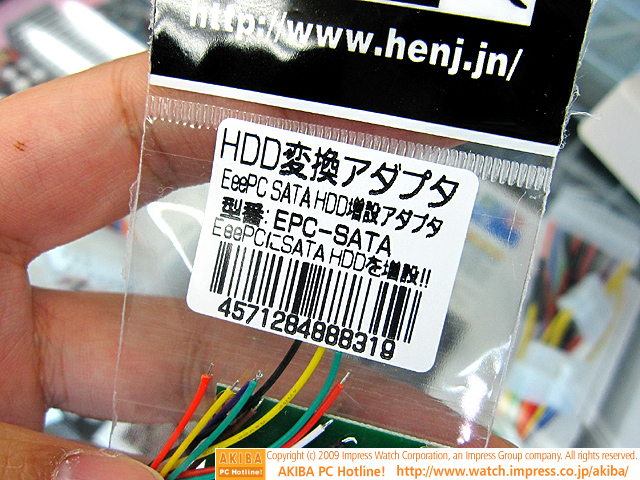 http://www.henj.jn/
HDD変換アダプタ
EeePC SATA HDD増設アダプタ
型番: EPC-SATA
EeePCにSATA HDDを増設!!
4571284888319
AKIBA
PC Hotline!
Copyright (c) 2009 Impress Watch Corporation, an Impress Group company. All rights reserved.
AKIBA PC Hotline! http://www.watch.impress.co.jp/akiba/